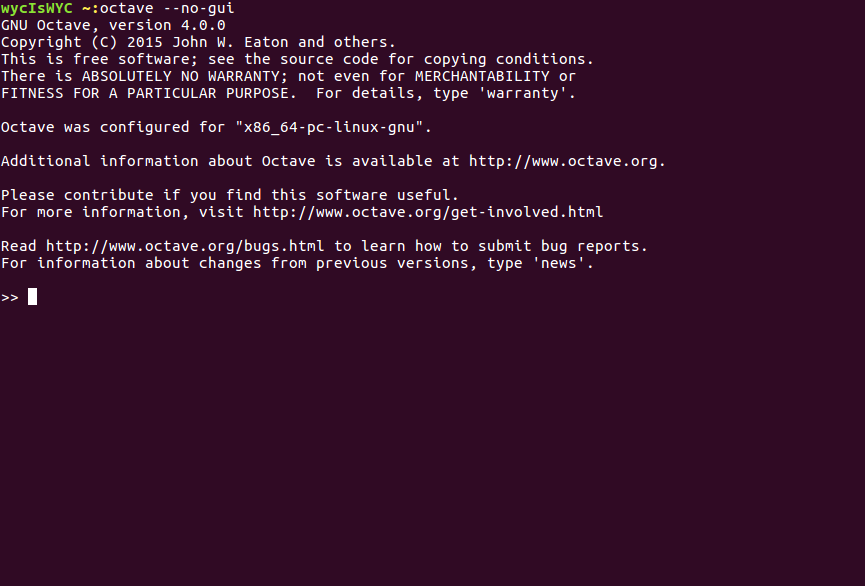 wycIsWYC ~:octave --no-gui
GNU Octave, version 4.0.0
Copyright (C) 2015 John W. Eaton and others.
This is free software; see the source code for copying conditions.
There is ABSOLUTELY NO WARRANTY; not even for MERCHANTABILITY or
FITNESS FOR A PARTICULAR PURPOSE.  For details, type 'warranty'.
Octave was configured for "x86_64-pc-linux-gnu".
Additional information about Octave is available at http://www.octave.org.
Please contribute if you find this software useful.
For more information, visit http://www.octave.org/get-involved.html
Read http://www.octave.org/bugs.html to learn how to submit bug reports.
For information about changes from previous versions, type 'news'.
>>